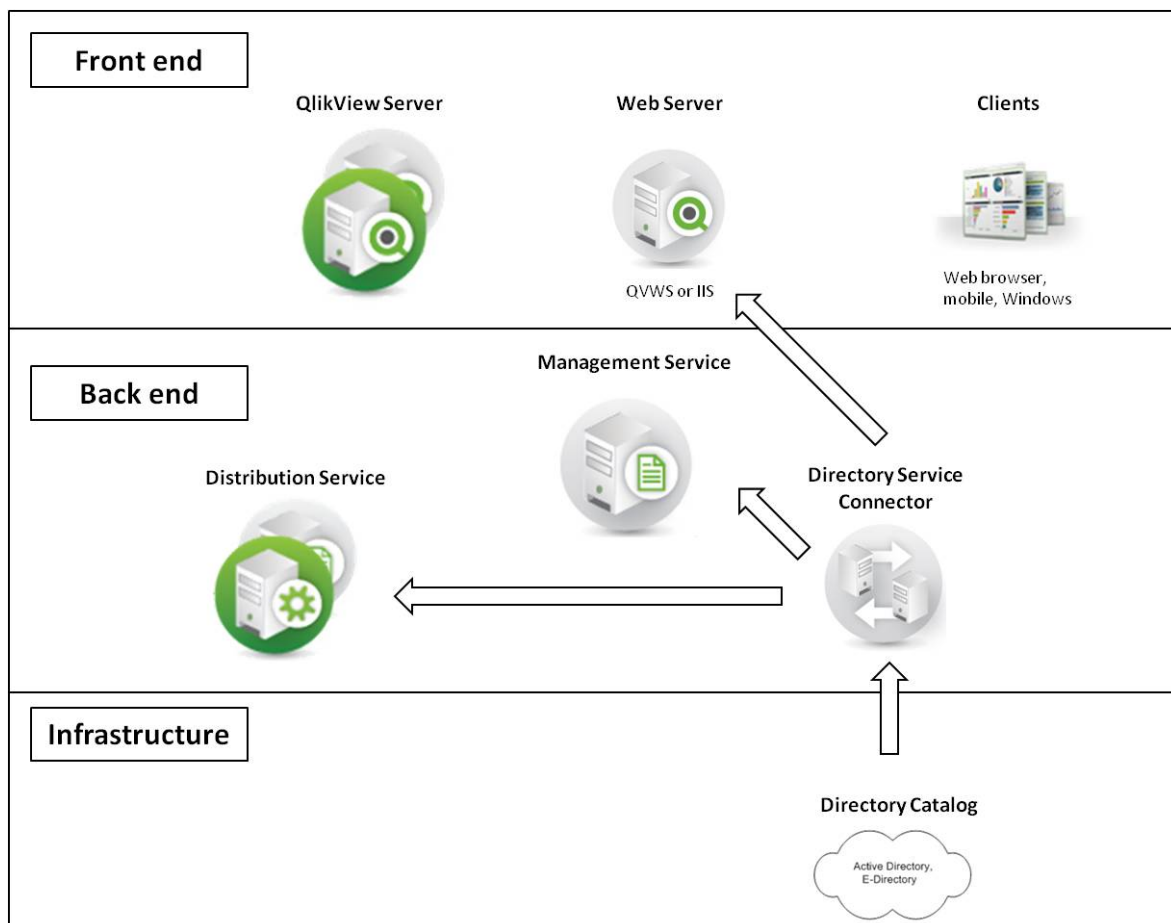 Front end
QlikView Server
Web Server
Clients
QVWS or IIS
Web browser,
mobile, Windows
Back end
Management Service
Distribution Service
Directory Service
Connector
Infrastructure
Directory Catalog
Active Directory,
E-Directory